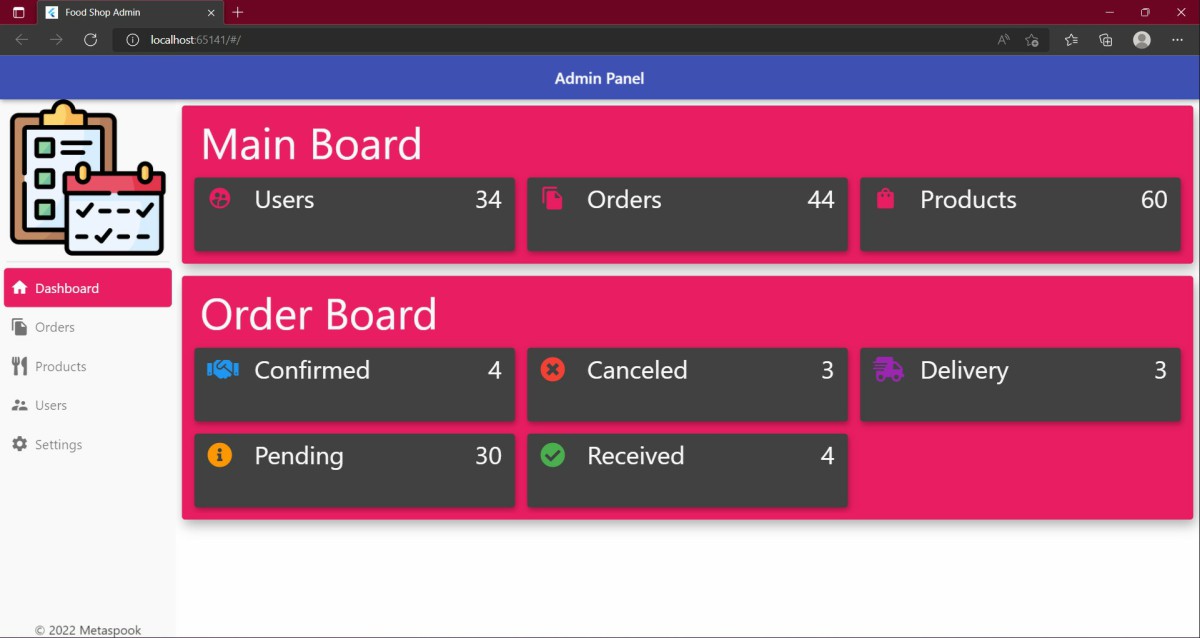 Food Shop Admin
localhost:65141/#/
Admin Panel
Main Board
Users 34
Orders 44
Products 60
Dashboard
Orders
Products
Users
Settings
Order Board
Confirmed 4
Canceled 3
Delivery 3
Pending 30
Received 4
© 2022 Metaspook